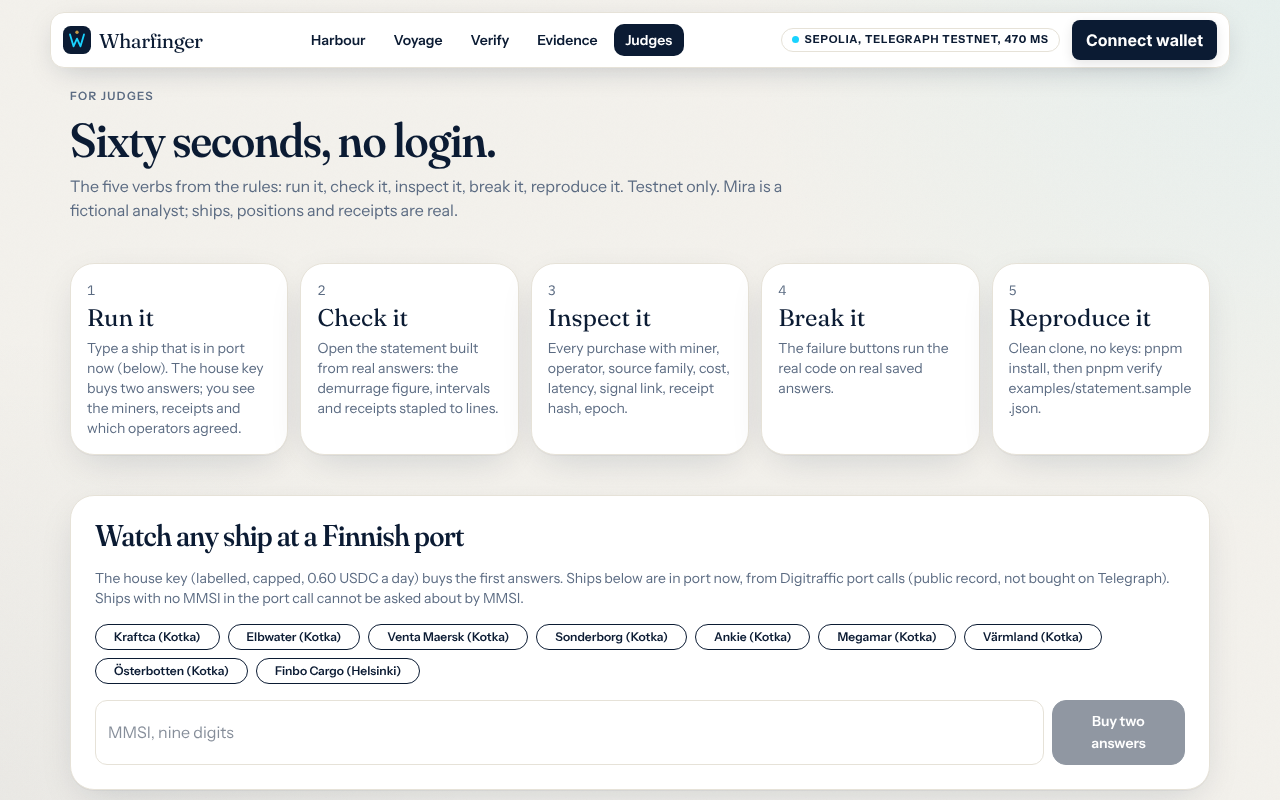 Wharfinger
Harbour
Voyage
Verify
Evidence
Judges
SEPOLIA, TELEGRAPH TESTNET, 470 MS
Connect wallet
FOR JUDGES
Sixty seconds, no login.
The five verbs from the rules: run it, check it, inspect it, break it, reproduce it. Testnet only. Mira is a
fictional analyst; ships, positions and receipts are real.
1
Run it
Type a ship that is in port
now (below). The house key
buys two answers; you see
the miners, receipts and
which operators agreed.
2
Check it
Open the statement built
from real answers: the
demurrage figure, intervals
and receipts stapled to lines.
3
Inspect it
Every purchase with miner,
operator, source family, cost,
latency, signal link, receipt
hash, epoch.
4
Break it
The failure buttons run the
real code on real saved
answers.
5
Reproduce it
Clean clone, no keys: pnpm
install, then pnpm verify
examples/statement.sample
.json.
Watch any ship at a Finnish port
The house key (labelled, capped, 0.60 USDC a day) buys the first answers. Ships below are in port now, from Digitraffic port calls (public record, not bought on Telegraph).
Ships with no MMSI in the port call cannot be asked about by MMSI.
Kraftca (Kotka)
Elbwater (Kotka)
Venta Maersk (Kotka)
Sonderborg (Kotka)
Ankie (Kotka)
Megamar (Kotka)
Värmland (Kotka)
Österbotten (Kotka)
Finbo Cargo (Helsinki)
MMSI, nine digits
Buy two
answers